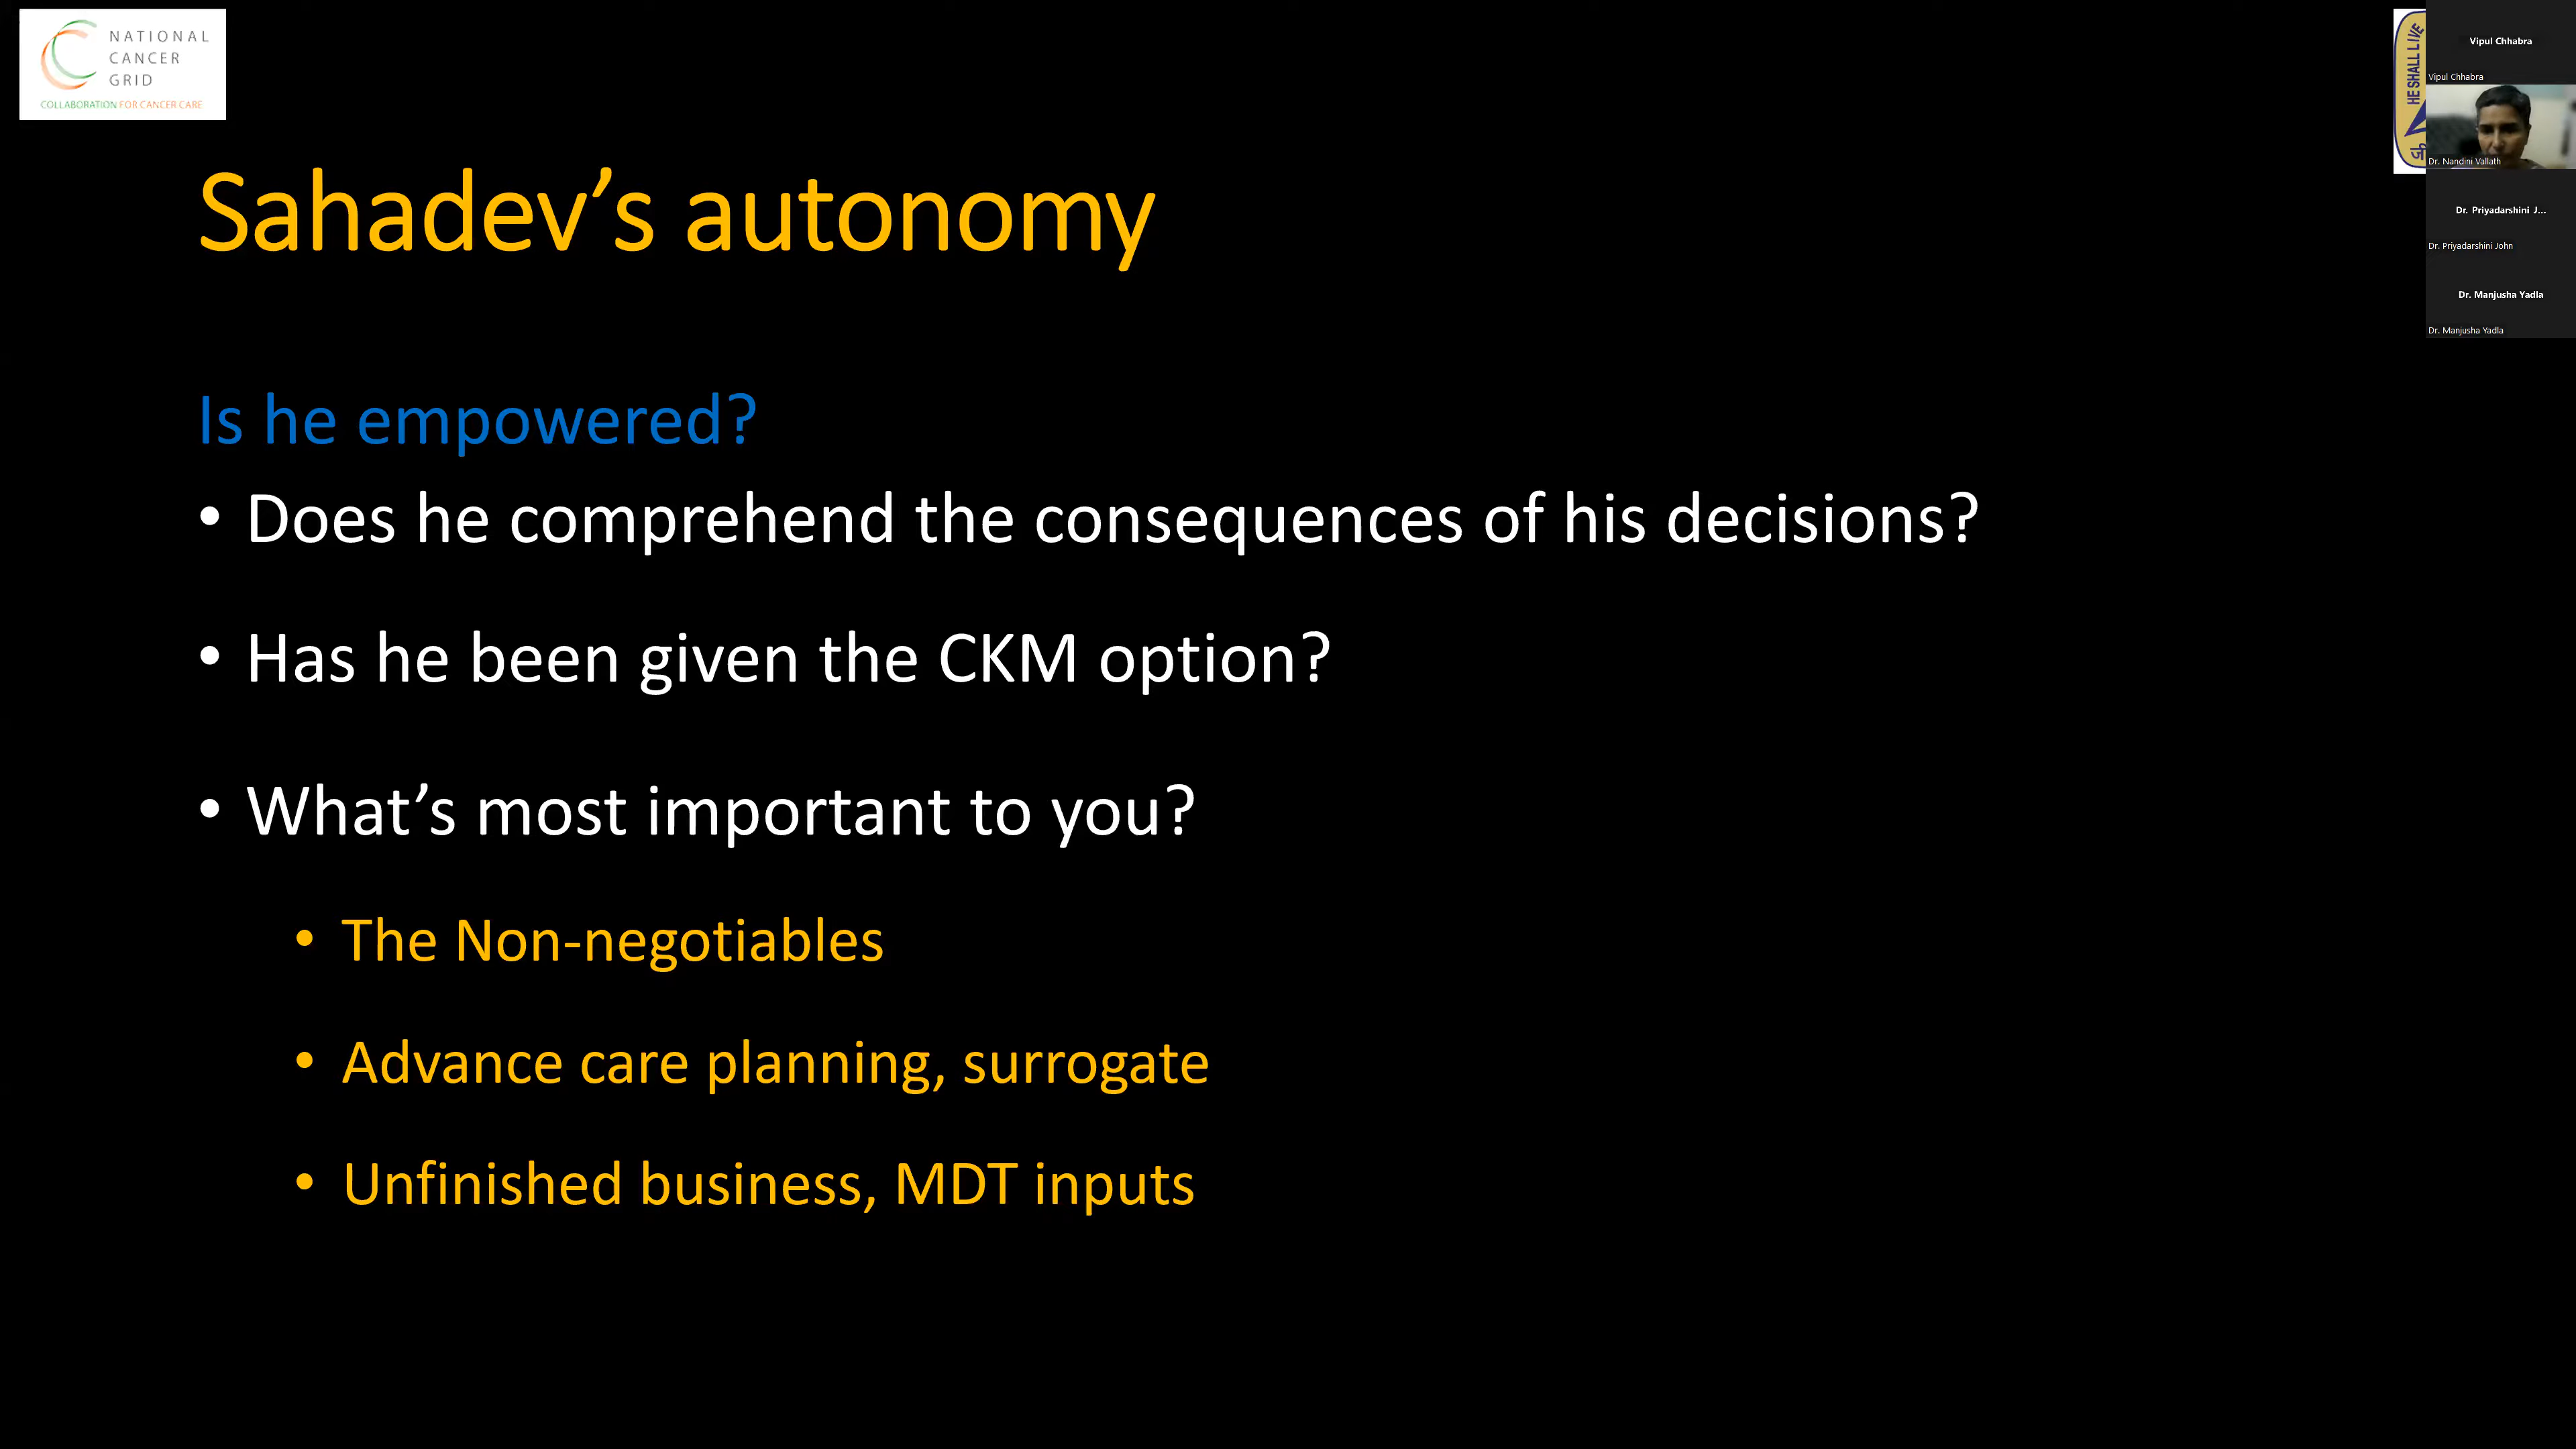 NATIONAL
CANCER
GRID
COLLABORATION FOR CANCER CARE
HE SHALL LIVE
Vipul Chhabra
Vipul Chhabra
Dr. Nandini Vallath
Dr. Priyadarshini J...
Dr. Priyadarshini John
Dr. Manjusha Yadla
Dr. Manjusha Yadla
Sahadev’s autonomy
Is he empowered?
• Does he comprehend the consequences of his decisions?
• Has he been given the CKM option?
• What’s most important to you?
• The Non-negotiables
• Advance care planning, surrogate
• Unfinished business, MDT inputs